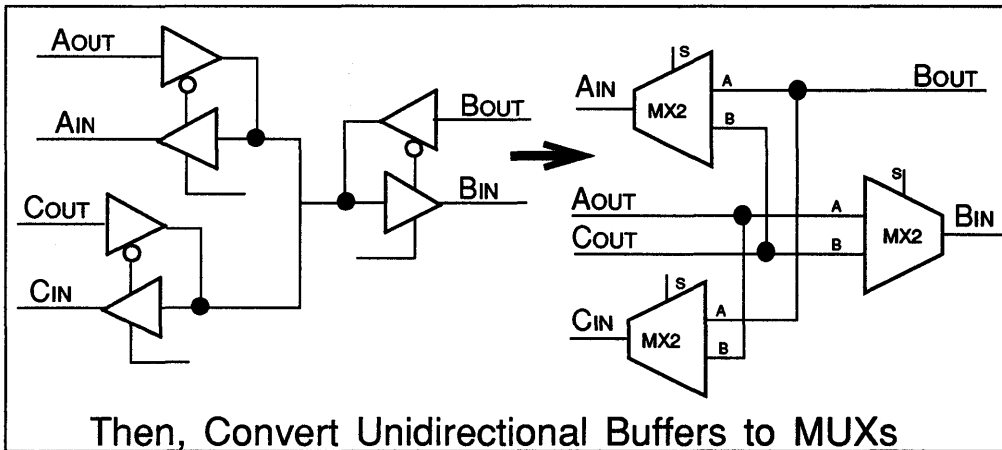 AOUT
AIN
BOUT
COUT
BIN
CIN
S
AIN
MX2
A
B
BOUT
AOUT
COUT
S
A
B
MX2
BIN
S
CIN
MX2
A
B
Then, Convert Unidirectional Buffers to MUXs